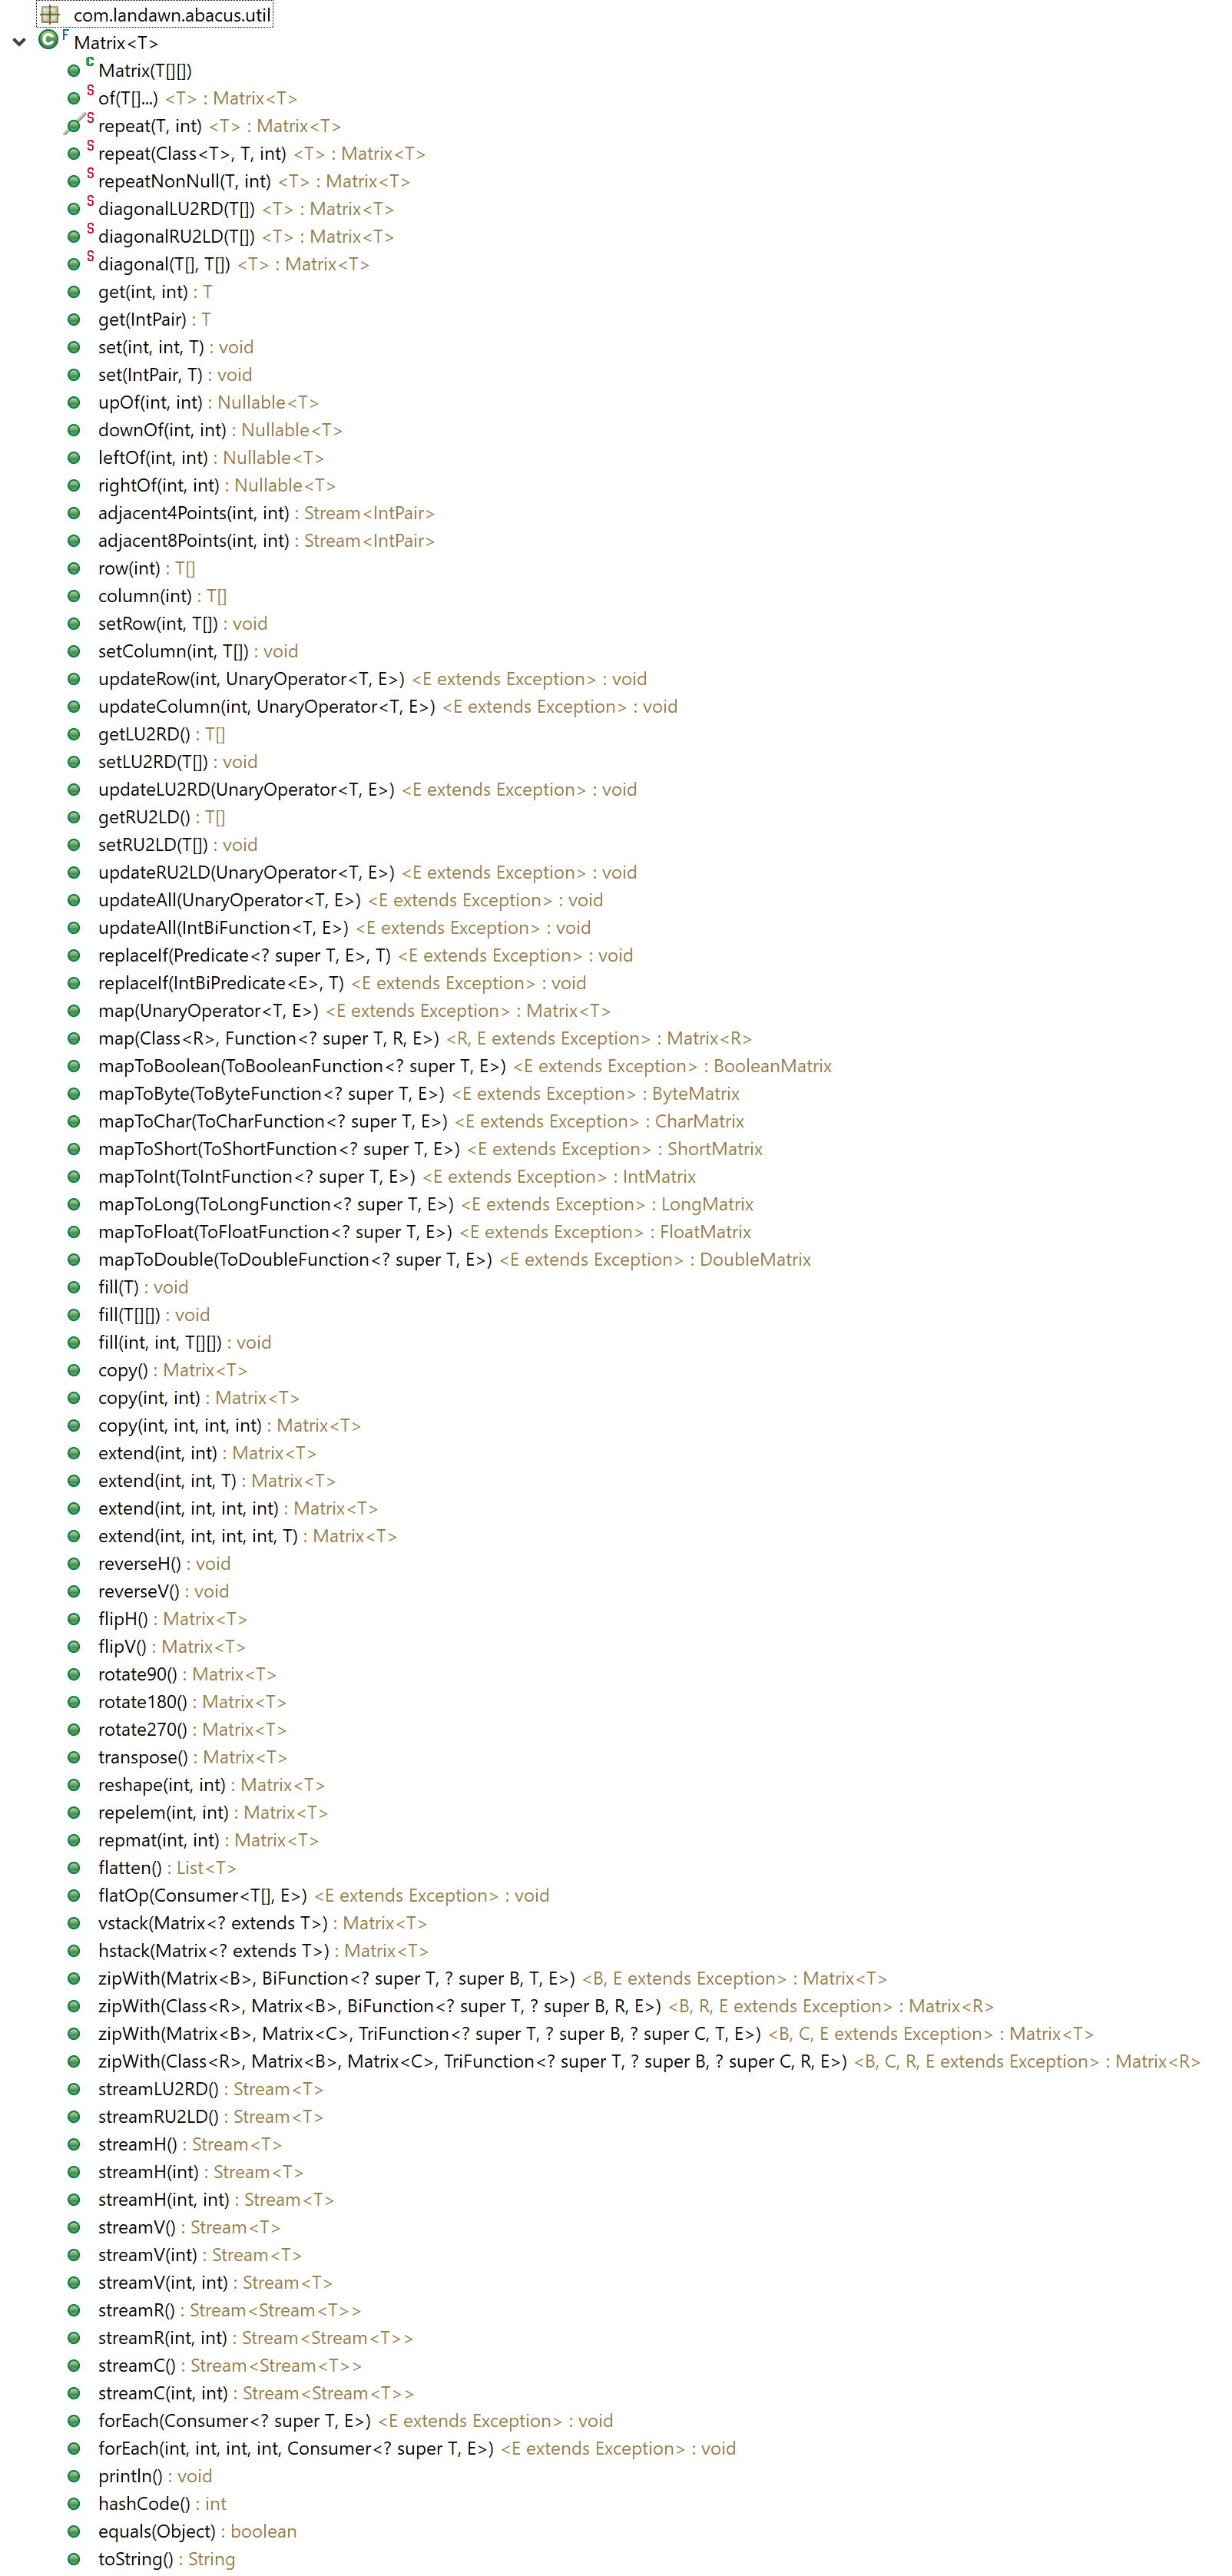 com.landawn.abacus.util
Matrix<T>
Matrix(T[][])
of(T[]...) <T> : Matrix<T>
repeat(T, int) <T> : Matrix<T>
repeat(Class<T>, T, int) <T> : Matrix<T>
repeatNonNull(T, int) <T> : Matrix<T>
diagonalLU2RD(T[]) <T> : Matrix<T>
diagonalRU2LD(T[]) <T> : Matrix<T>
diagonal(T[], T[]) <T> : Matrix<T>
get(int, int) : T
get(IntPair) : T
set(int, int, T) : void
set(IntPair, T) : void
upOf(int, int) : Nullable<T>
downOf(int, int) : Nullable<T>
leftOf(int, int) : Nullable<T>
rightOf(int, int) : Nullable<T>
adjacent4Points(int, int) : Stream<IntPair>
adjacent8Points(int, int) : Stream<IntPair>
row(int) : T[]
column(int) : T[]
setRow(int, T[]) : void
setColumn(int, T[]) : void
updateRow(int, UnaryOperator<T, E>) <E extends Exception> : void
updateColumn(int, UnaryOperator<T, E>) <E extends Exception> : void
getLU2RD() : T[]
setLU2RD(T[]) : void
updateLU2RD(UnaryOperator<T, E>) <E extends Exception> : void
getRU2LD() : T[]
setRU2LD(T[]) : void
updateRU2LD(UnaryOperator<T, E>) <E extends Exception> : void
updateAll(UnaryOperator<T, E>) <E extends Exception> : void
updateAll(IntBiFunction<T, E>) <E extends Exception> : void
replaceIf(Predicate<? super T, E>, T) <E extends Exception> : void
replaceIf(IntBiPredicate<E>, T) <E extends Exception> : void
map(UnaryOperator<T, E>) <E extends Exception> : Matrix<T>
map(Class<R>, Function<? super T, R, E>) <R, E extends Exception> : Matrix<R>
mapToBoolean(ToBooleanFunction<? super T, E>) <E extends Exception> : BooleanMatrix
mapToByte(ToByteFunction<? super T, E>) <E extends Exception> : ByteMatrix
mapToChar(ToCharFunction<? super T, E>) <E extends Exception> : CharMatrix
mapToShort(ToShortFunction<? super T, E>) <E extends Exception> : ShortMatrix
mapToInt(ToIntFunction<? super T, E>) <E extends Exception> : IntMatrix
mapToLong(ToLongFunction<? super T, E>) <E extends Exception> : LongMatrix
mapToFloat(ToFloatFunction<? super T, E>) <E extends Exception> : FloatMatrix
mapToDouble(ToDoubleFunction<? super T, E>) <E extends Exception> : DoubleMatrix
fill(T) : void
fill(T[][]) : void
fill(int, int, T[][]) : void
copy() : Matrix<T>
copy(int, int) : Matrix<T>
copy(int, int, int, int) : Matrix<T>
extend(int, int) : Matrix<T>
extend(int, int, T) : Matrix<T>
extend(int, int, int, int) : Matrix<T>
extend(int, int, int, int, T) : Matrix<T>
reverseH() : void
reverseV() : void
flipH() : Matrix<T>
flipV() : Matrix<T>
rotate90() : Matrix<T>
rotate180() : Matrix<T>
rotate270() : Matrix<T>
transpose() : Matrix<T>
reshape(int, int) : Matrix<T>
repelem(int, int) : Matrix<T>
repmat(int, int) : Matrix<T>
flatten() : List<T>
flatOp(Consumer<T[], E>) <E extends Exception> : void
vstack(Matrix<? extends T>) : Matrix<T>
hstack(Matrix<? extends T>) : Matrix<T>
zipWith(Matrix<B>, BiFunction<? super T, ? super B, T, E>) <B, E extends Exception> : Matrix<T>
zipWith(Class<R>, Matrix<B>, BiFunction<? super T, ? super B, R, E>) <B, R, E extends Exception> : Matrix<R>
zipWith(Matrix<B>, Matrix<C>, TriFunction<? super T, ? super B, ? super C, T, E>) <B, C, E extends Exception> : Matrix<T>
zipWith(Class<R>, Matrix<B>, Matrix<C>, TriFunction<? super T, ? super B, ? super C, R, E>) <B, C, R, E extends Exception> : Matrix<R>
streamLU2RD() : Stream<T>
streamRU2LD() : Stream<T>
streamH() : Stream<T>
streamH(int) : Stream<T>
streamH(int, int) : Stream<T>
streamV() : Stream<T>
streamV(int) : Stream<T>
streamV(int, int) : Stream<T>
streamR() : Stream<Stream<T>>
streamR(int, int) : Stream<Stream<T>>
streamC() : Stream<Stream<T>>
streamC(int, int) : Stream<Stream<T>>
forEach(Consumer<? super T, E>) <E extends Exception> : void
forEach(int, int, int, int, Consumer<? super T, E>) <E extends Exception> : void
println() : void
hashCode() : int
equals(Object) : boolean
toString() : String